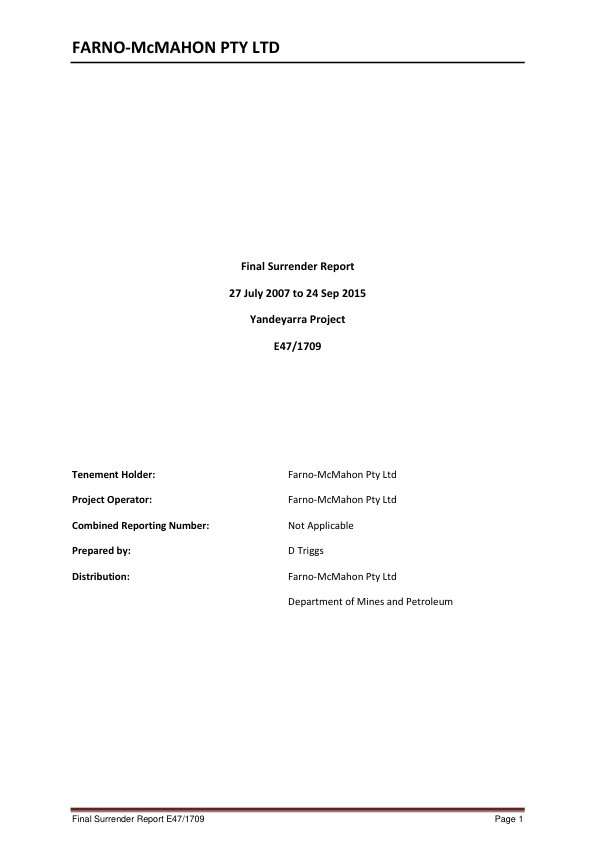 FARNO-McMAHON PTY LTD
Final Surrender Report
27 July 2007 to 24 Sep 2015
Yandeyarra Project
E47/1709
Tenement Holder: Farno-McMahon Pty Ltd
Project Operator: Farno-McMahon Pty Ltd
Combined Reporting Number: Not Applicable
Prepared by: D Triggs
Distribution: Farno-McMahon Pty Ltd
Department of Mines and Petroleum
Final Surrender Report E47/1709 Page 1